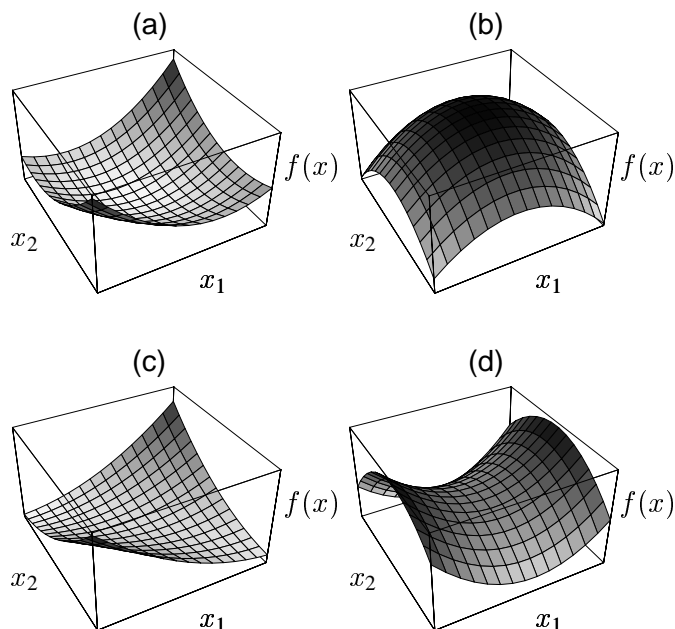 (a) (b)
f(x) f(x)
x₂ x₂
x₁ x₁
(c) (d)
f(x) f(x)
x₂ x₂
x₁ x₁